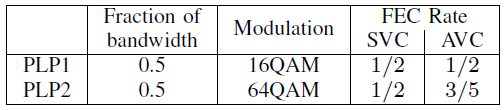 Fraction of bandwidth Modulation FEC Rate
SVC AVC
PLP1 0.5 16QAM 1/2 1/2
PLP2 0.5 64QAM 1/2 3/5